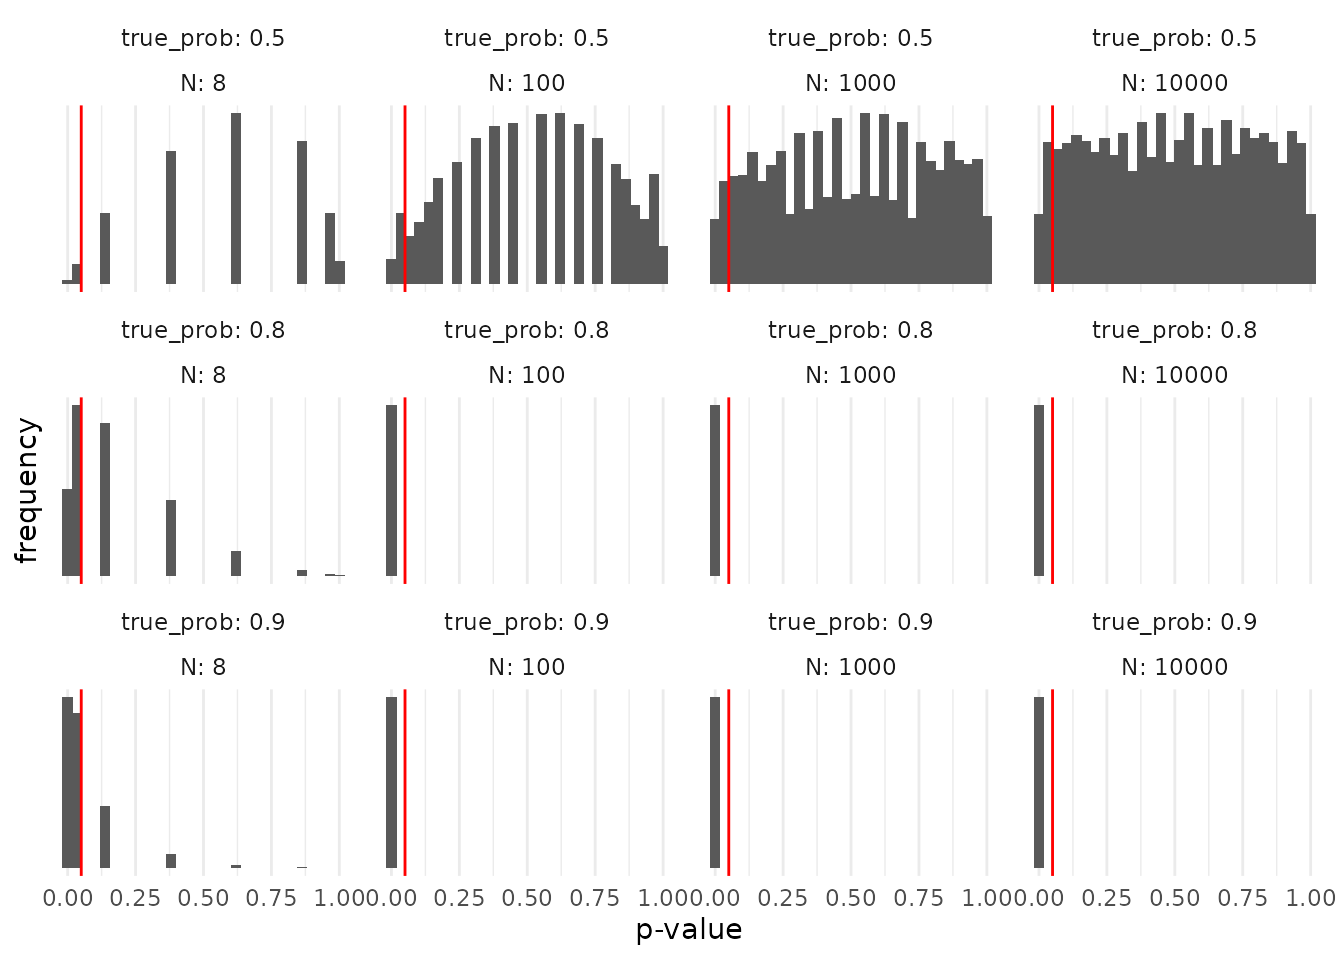 true_prob: 0.5 true_prob: 0.5 true_prob: 0.5 true_prob: 0.5
N: 8 N: 100 N: 1000 N: 10000
true_prob: 0.8 true_prob: 0.8 true_prob: 0.8 true_prob: 0.8
N: 8 N: 100 N: 1000 N: 10000
frequency
true_prob: 0.9 true_prob: 0.9 true_prob: 0.9 true_prob: 0.9
N: 8 N: 100 N: 1000 N: 10000
0.00 0.25 0.50 0.75 1.000.00 0.25 0.50 0.75 1.000.00 0.25 0.50 0.75 1.000.00 0.25 0.50 0.75 1.00
p-value